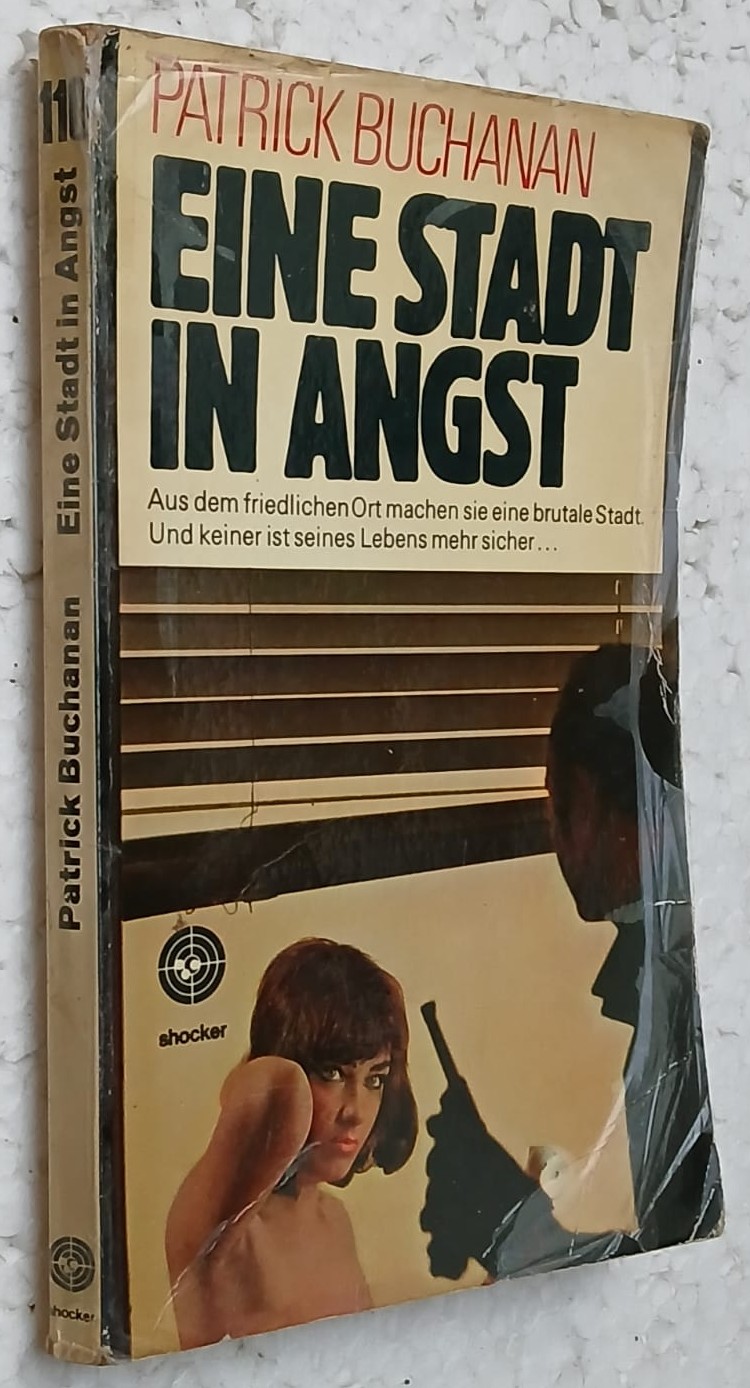 PATRICK BUCHANAN
EINE STADT
IN ANGST
Aus dem friedlichen Ort machen sie eine brutale Stadt.
Und keiner ist seines Lebens mehr sicher...
shocker
110
Patrick Buchanan Eine Stadt in Angst
shocker